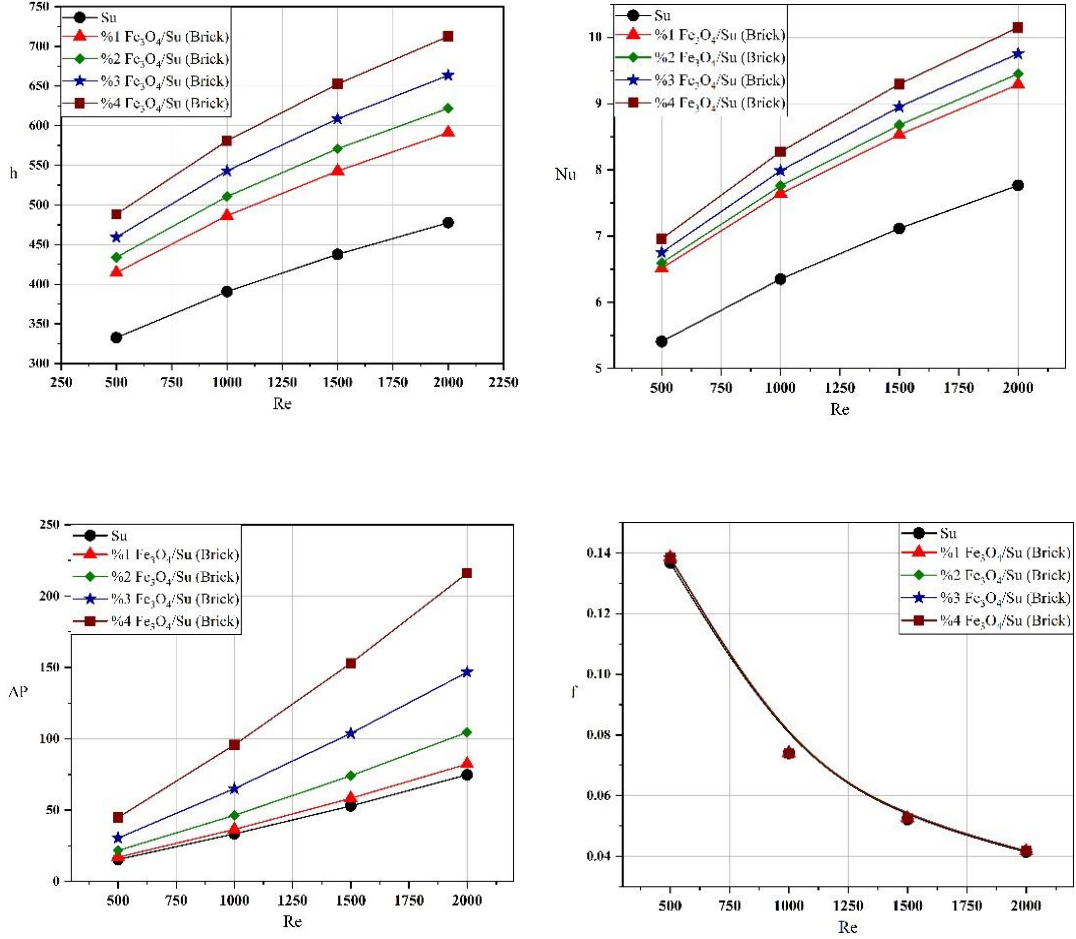 h
750
700
650
600
550
500
450
400
350
300
250 500 750 1000 1250 1500 1750 2000 2250
Re
Su
%1 Fe₃O₄/Su (Brick)
%2 Fe₃O₄/Su (Brick)
%3 Fe₃O₄/Su (Brick)
%4 Fe₃O₄/Su (Brick)
Nu
10
9
8
7
6
5
500 750 1000 1250 1500 1750 2000
Re
Su
%1 Fe₃O₄/Su (Brick)
%2 Fe₃O₄/Su (Brick)
%3 Fe₃O₄/Su (Brick)
%4 Fe₃O₄/Su (Brick)
AP
250
200
150
100
50
0
500 750 1000 1250 1500 1750 2000
Re
Su
%1 Fe₃O₄/Su (Brick)
%2 Fe₃O₄/Su (Brick)
%3 Fe₃O₄/Su (Brick)
%4 Fe₃O₄/Su (Brick)
f
0.14
0.12
0.10
0.08
0.06
0.04
500 750 1000 1250 1500 1750 2000
Re
Su
%1 Fe₃O₄/Su (Brick)
%2 Fe₃O₄/Su (Brick)
%3 Fe₃O₄/Su (Brick)
%4 Fe₃O₄/Su (Brick)